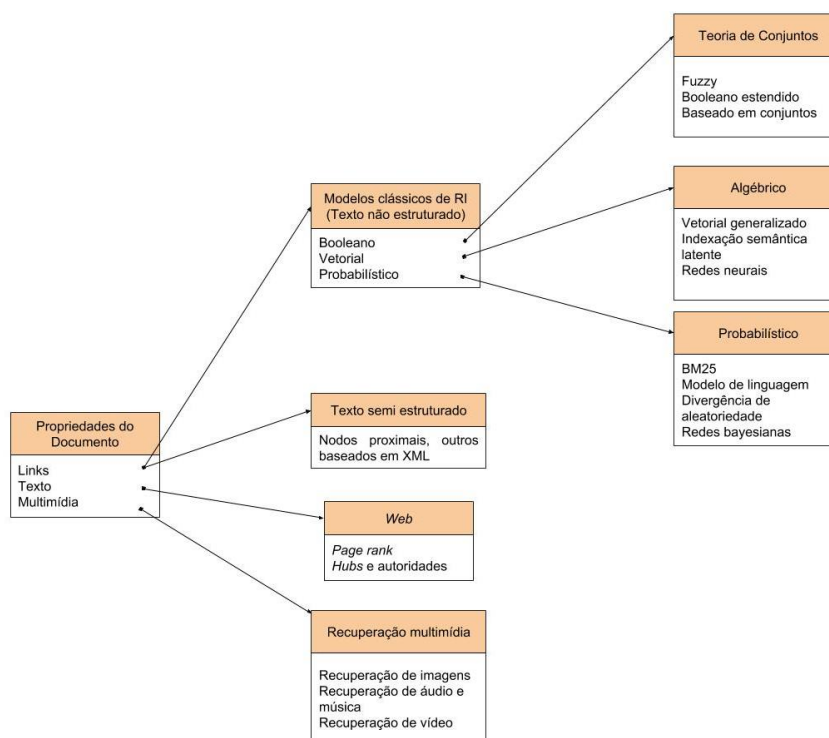 Propriedades do
Documento
Links
Texto
Multimídia
Modelos clássicos de RI
(Texto não estruturado)
Booleano
Vetorial
Probabilístico
Texto semi estruturado
Nodos proximais, outros
baseados em XML
Web
Page rank
Hubs e autoridades
Recuperação multimídia
Recuperação de imagens
Recuperação de áudio e
música
Recuperação de vídeo
Teoria de Conjuntos
Fuzzy
Booleano estendido
Baseado em conjuntos
Algébrico
Vetorial generalizado
Indexação semântica
latente
Redes neurais
Probabilístico
BM25
Modelo de linguagem
Divergência de
aleatoriedade
Redes bayesianas